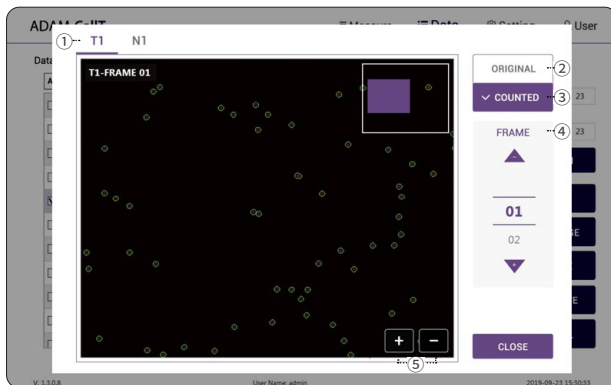 ADAM-CellT
Measure Data Setting User
① T1 N1
Data
T1-FRAME 01
ORIGINAL ②
✓ COUNTED ③
23
FRAME ④
23
-
01
02
+
+ − 
⑤
CLOSE
V. 1.3.0.8 User Name: admin 2019-09-23 15:30:33